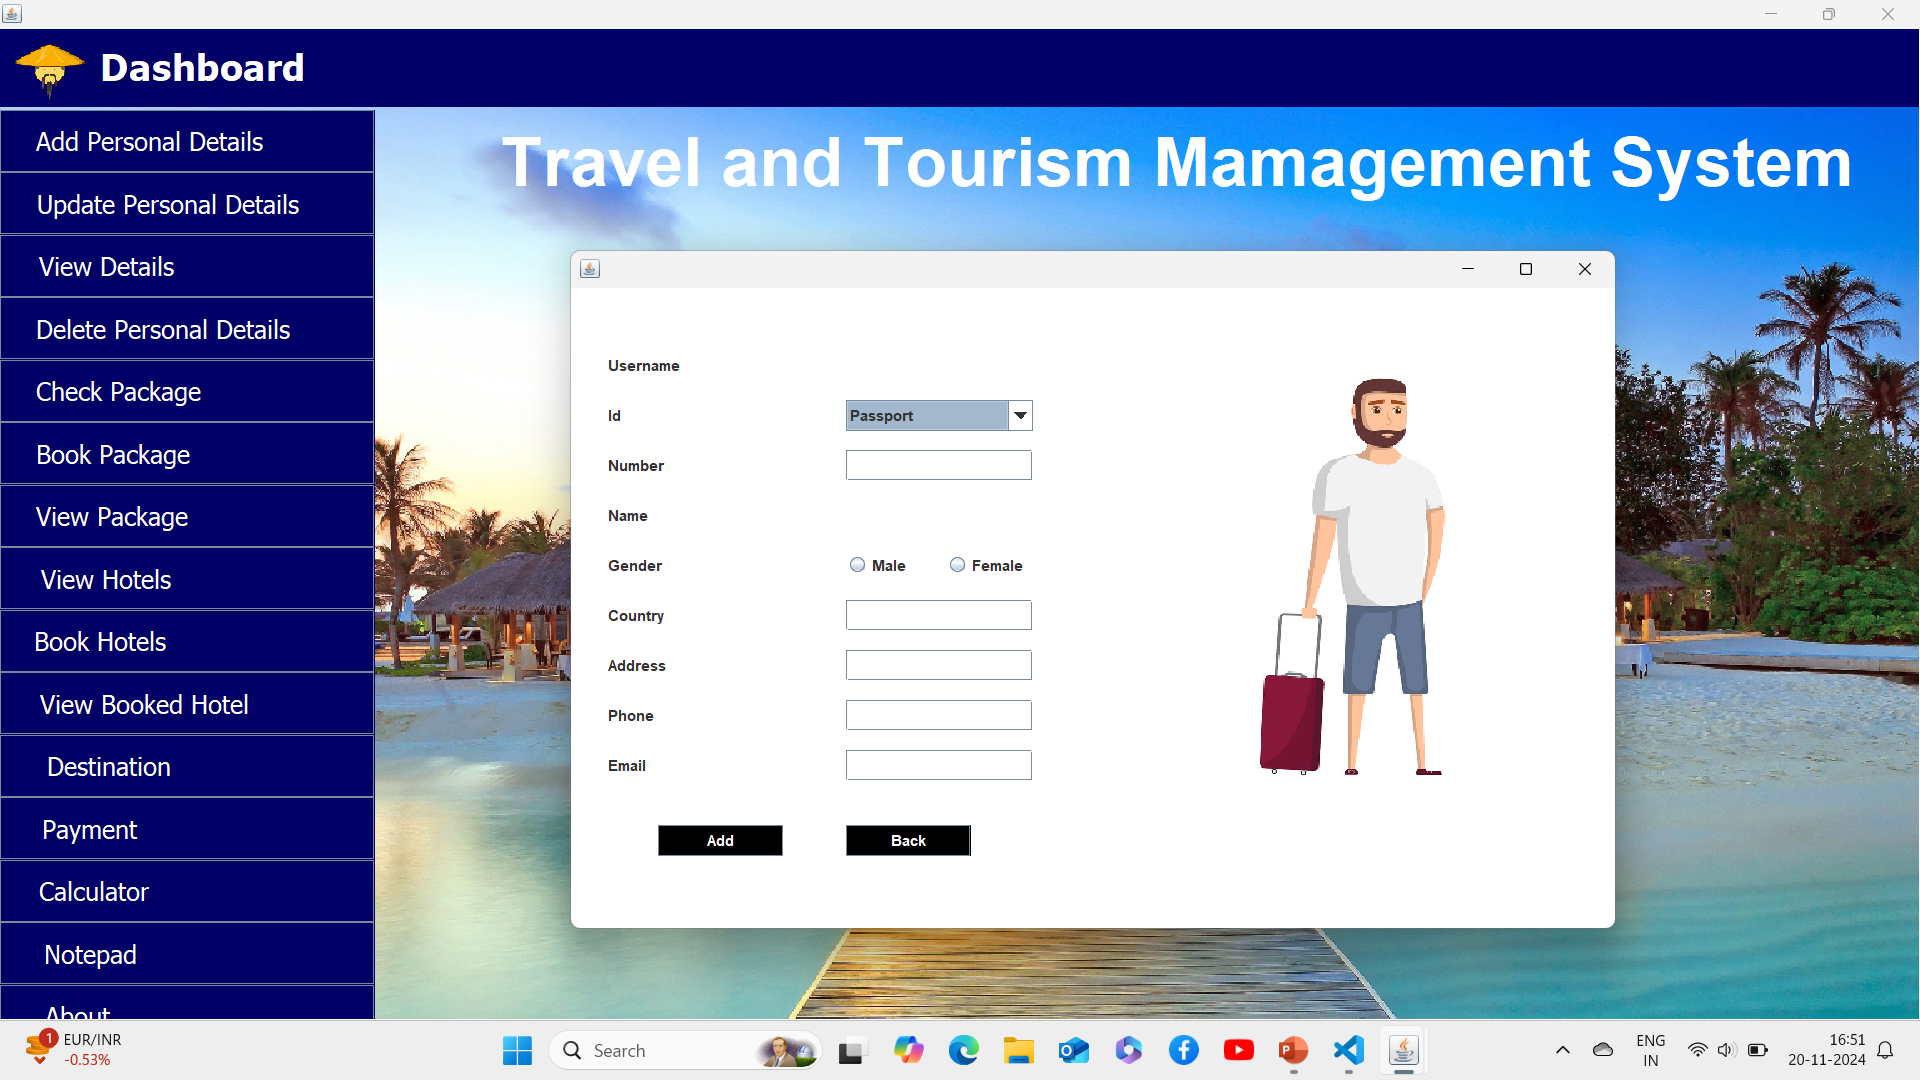 Dashboard
Add Personal Details
Update Personal Details
View Details
Delete Personal Details
Check Package
Book Package
View Package
View Hotels
Book Hotels
View Booked Hotel
Destination
Payment
Calculator
Notepad
About
Travel and Tourism Mamagement System
Username
Id Passport
Number
Name
Gender Male Female
Country
Address
Phone
Email
Add Back
1 EUR/INR
-0.53%
Search
ENG
IN
16:51
20-11-2024